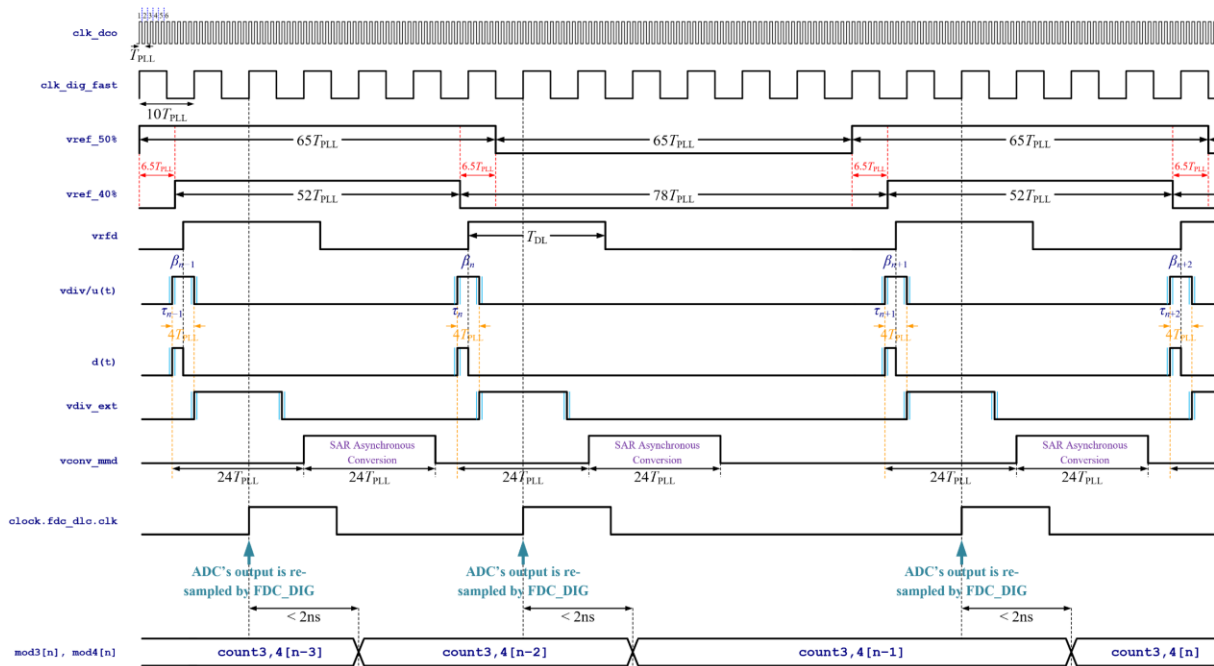 1 2 3 4 5 6
clk_dco
T_PLL
clk_dig_fast
10T_PLL
vref_50%
65T_PLL 65T_PLL 65T_PLL
6.5T_PLL 6.5T_PLL 6.5T_PLL 6.5T_PLL
vref_40%
52T_PLL 78T_PLL 52T_PLL
vrfd
T_DL
β_n−1 β_n β_n+1 β_n+2
vdiv/u(t)
τ_n−1 τ_n τ_n+1 τ_n+2
4T_PLL 4T_PLL 4T_PLL 4T_PLL
d(t)
vdiv_ext
SAR Asynchronous SAR Asynchronous SAR Asynchronous
vconv_mmd
Conversion Conversion Conversion
24T_PLL 24T_PLL 24T_PLL 24T_PLL 24T_PLL 24T_PLL
clock.fdc_dlc.clk
ADC's output is re- ADC's output is re- ADC's output is re-
sampled by FDC_DIG sampled by FDC_DIG sampled by FDC_DIG
< 2ns < 2ns < 2ns
mod3[n], mod4[n] count3,4[n-3] count3,4[n-2] count3,4[n-1] count3,4[n]